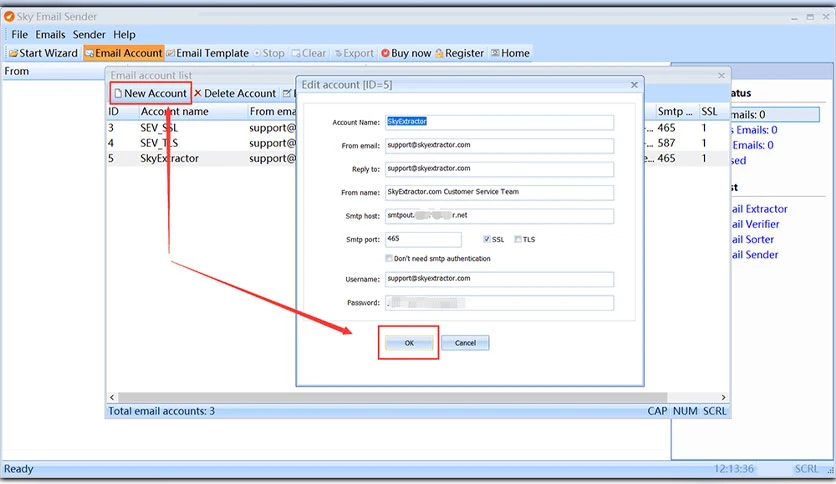 Sky Email Sender
File Emails Sender Help
Start Wizard Email Account Email Template Stop Clear Export Buy now Register Home
From
Email account list
New Account Delete Account
ID Account name From ema Smtp ... SSL
3 SEV_SSL support@ 465 1
4 SEV_TLS support@ 587 1
5 SkyExtractor support@ 465 1
Edit account [ID=5]
Account Name: SkyExtractor
From email: support@skyextractor.com
Reply to: support@skyextractor.com
From name: SkyExtractor.com Customer Service Team
Smtp host: smtpout. r.net
Smtp port: 465 SSL TLS
Don't need smtp authentication
Username: support@skyextractor.com
Password:
OK Cancel
tatus
mails: 0
s Emails: 0
Emails: 0
sed
st
ail Extractor
ail Verifier
ail Sorter
ail Sender
Total email accounts: 3 CAP NUM SCRL
Ready 12:13:36 SCRL